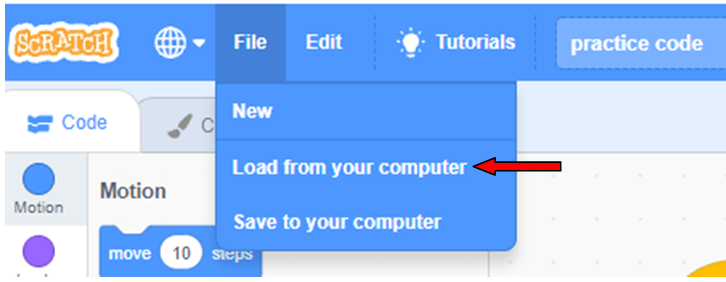 SCRATCH File Edit Tutorials practice code
New
Code C
Load from your computer
Motion
Motion
Save to your computer
move 10 steps